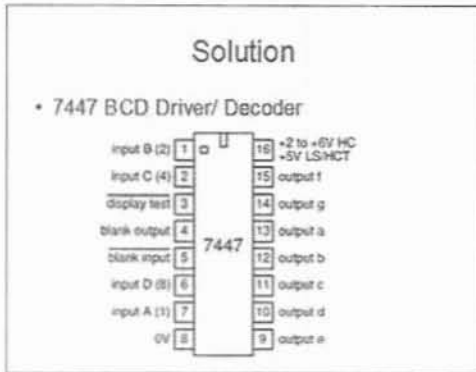 Solution
• 7447 BCD Driver/ Decoder
input B (2) 1 16 +2 to +6V HC
+5V LS/HCT
input C (4) 2 15 output f
display test 3 14 output g
blank output 4 13 output a
7447
blank input 5 12 output b
input D (8) 6 11 output c
input A (1) 7 10 output d
0V 8 9 output e